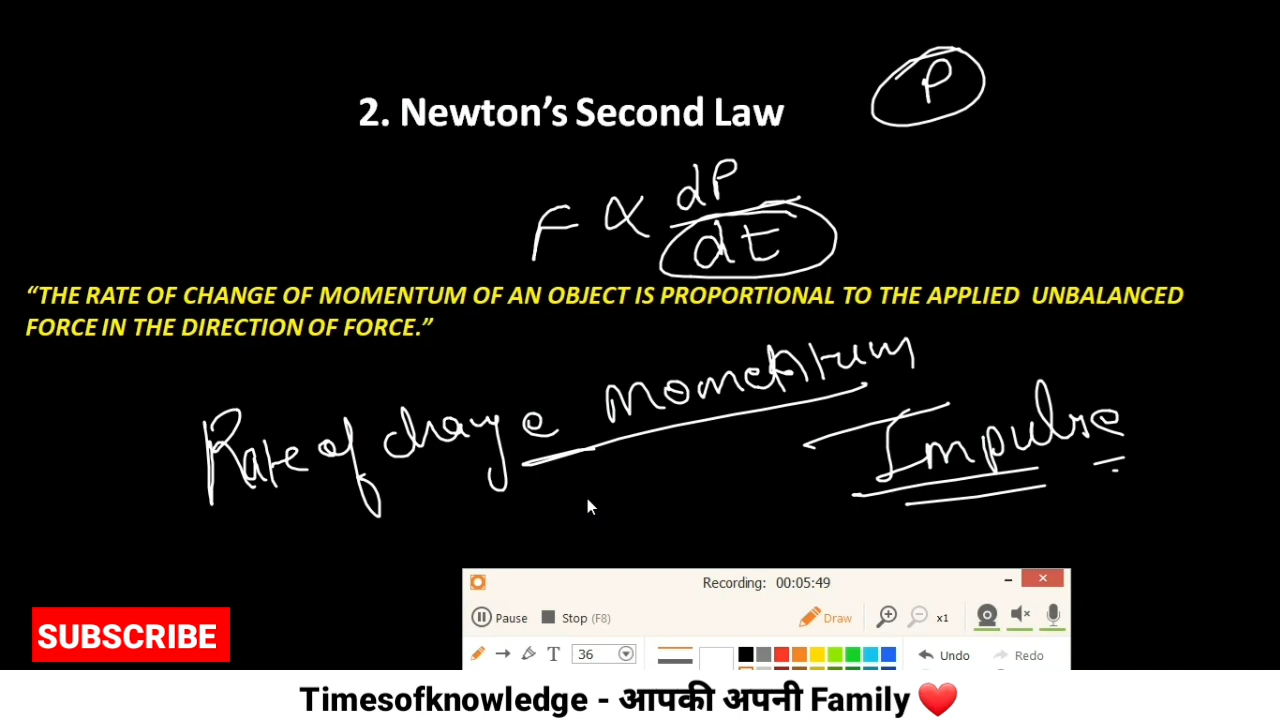 P
2. Newton's Second Law
F ∝ dP
dt
“THE RATE OF CHANGE OF MOMENTUM OF AN OBJECT IS PROPORTIONAL TO THE APPLIED UNBALANCED
FORCE IN THE DIRECTION OF FORCE.”
Rate of change Momentum
Impulse
Recording: 00:05:49
Pause Stop (F8) Draw x1
T 36 Undo Redo
SUBSCRIBE
Timesofknowledge - आपकी अपनी Family ❤️